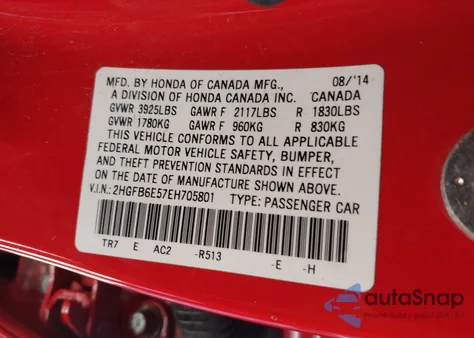 MFD. BY HONDA OF CANADA MFG., 08/'14
A DIVISION OF HONDA CANADA INC. CANADA
GVWR 3925LBS GAWR F 2117LBS R 1830LBS
GVWR 1780KG GAWR F 960KG R 830KG
THIS VEHICLE CONFORMS TO ALL APPLICABLE
FEDERAL MOTOR VEHICLE SAFETY, BUMPER,
AND THEFT PREVENTION STANDARDS IN EFFECT
ON THE DATE OF MANUFACTURE SHOWN ABOVE.
V.I.N.: 2HGFB6E57EH705801 TYPE: PASSENGER CAR
TR7 E AC2 -R513 -E -H
autoSnap